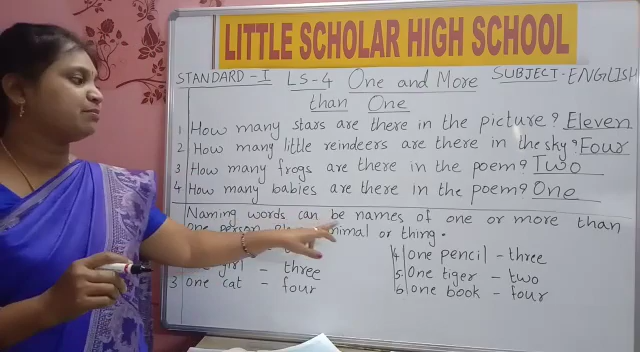 LITTLE SCHOLAR HIGH SCHOOL
STANDARD-I LS-4 One and More SUBJECT-ENGLISH
than One
1 How many stars are there in the picture? Eleven
2 How many little reindeers are there in the sky? Four
3 How many frogs are there in the poem? Two
4 How many babies are there in the poem? One
Naming words can be names of one or more than
one person animal or thing.
girl - three
3 one cat - four
4 one pencil - three
5 one tiger - two
6 one book - four